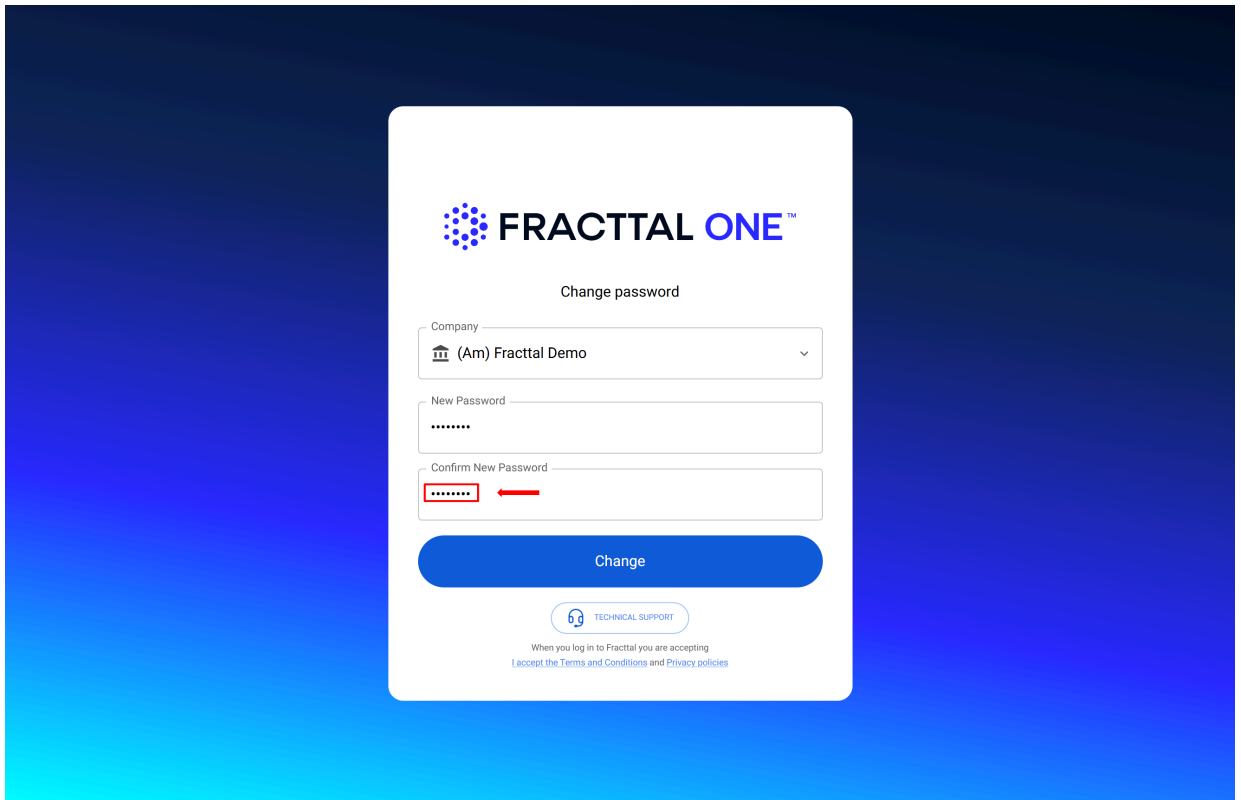 FRACTTAL ONE™
Change password
Company
(Am) Fracttal Demo
New Password
••••••••
Confirm New Password
••••••••
Change
TECHNICAL SUPPORT
When you log in to Fracttal you are accepting
I accept the Terms and Conditions and Privacy policies